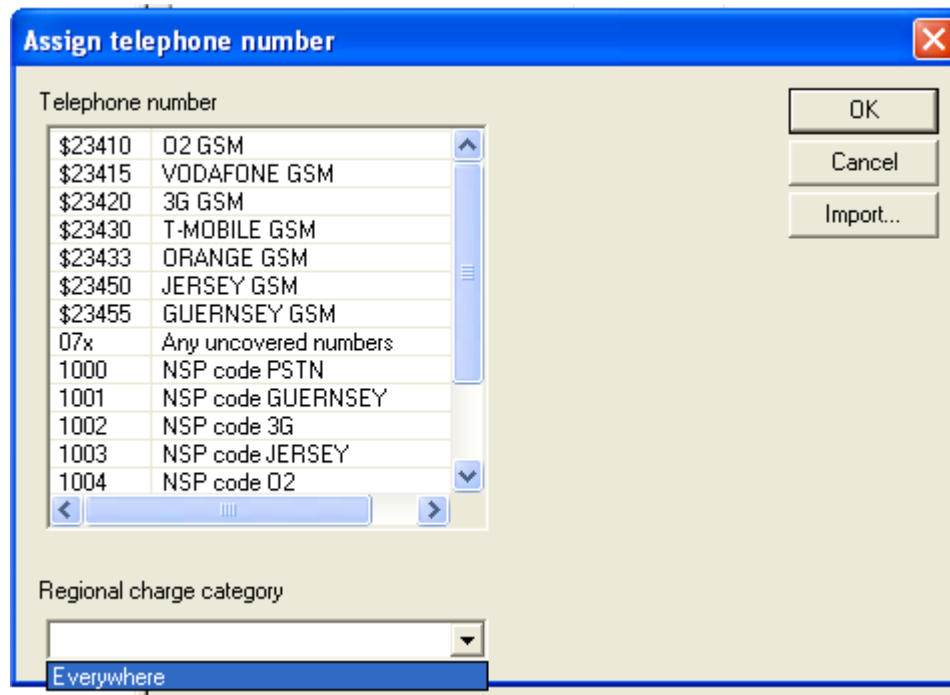 Assign telephone number
Telephone number
OK
Cancel
Import...
$23410 O2 GSM
$23415 VODAFONE GSM
$23420 3G GSM
$23430 T-MOBILE GSM
$23433 ORANGE GSM
$23450 JERSEY GSM
$23455 GUERNSEY GSM
07x Any uncovered numbers
1000 NSP code PSTN
1001 NSP code GUERNSEY
1002 NSP code 3G
1003 NSP code JERSEY
1004 NSP code O2
Regional charge category
Everywhere